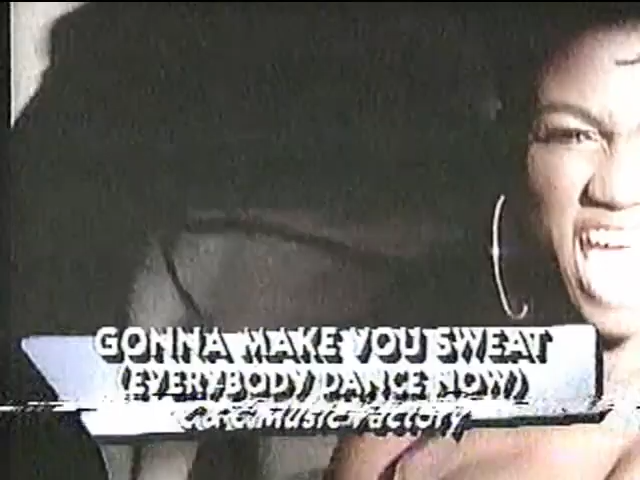 GONNA MAKE YOU SWEAT
(EVERYBODY DANCE NOW)
C & C Music Factory